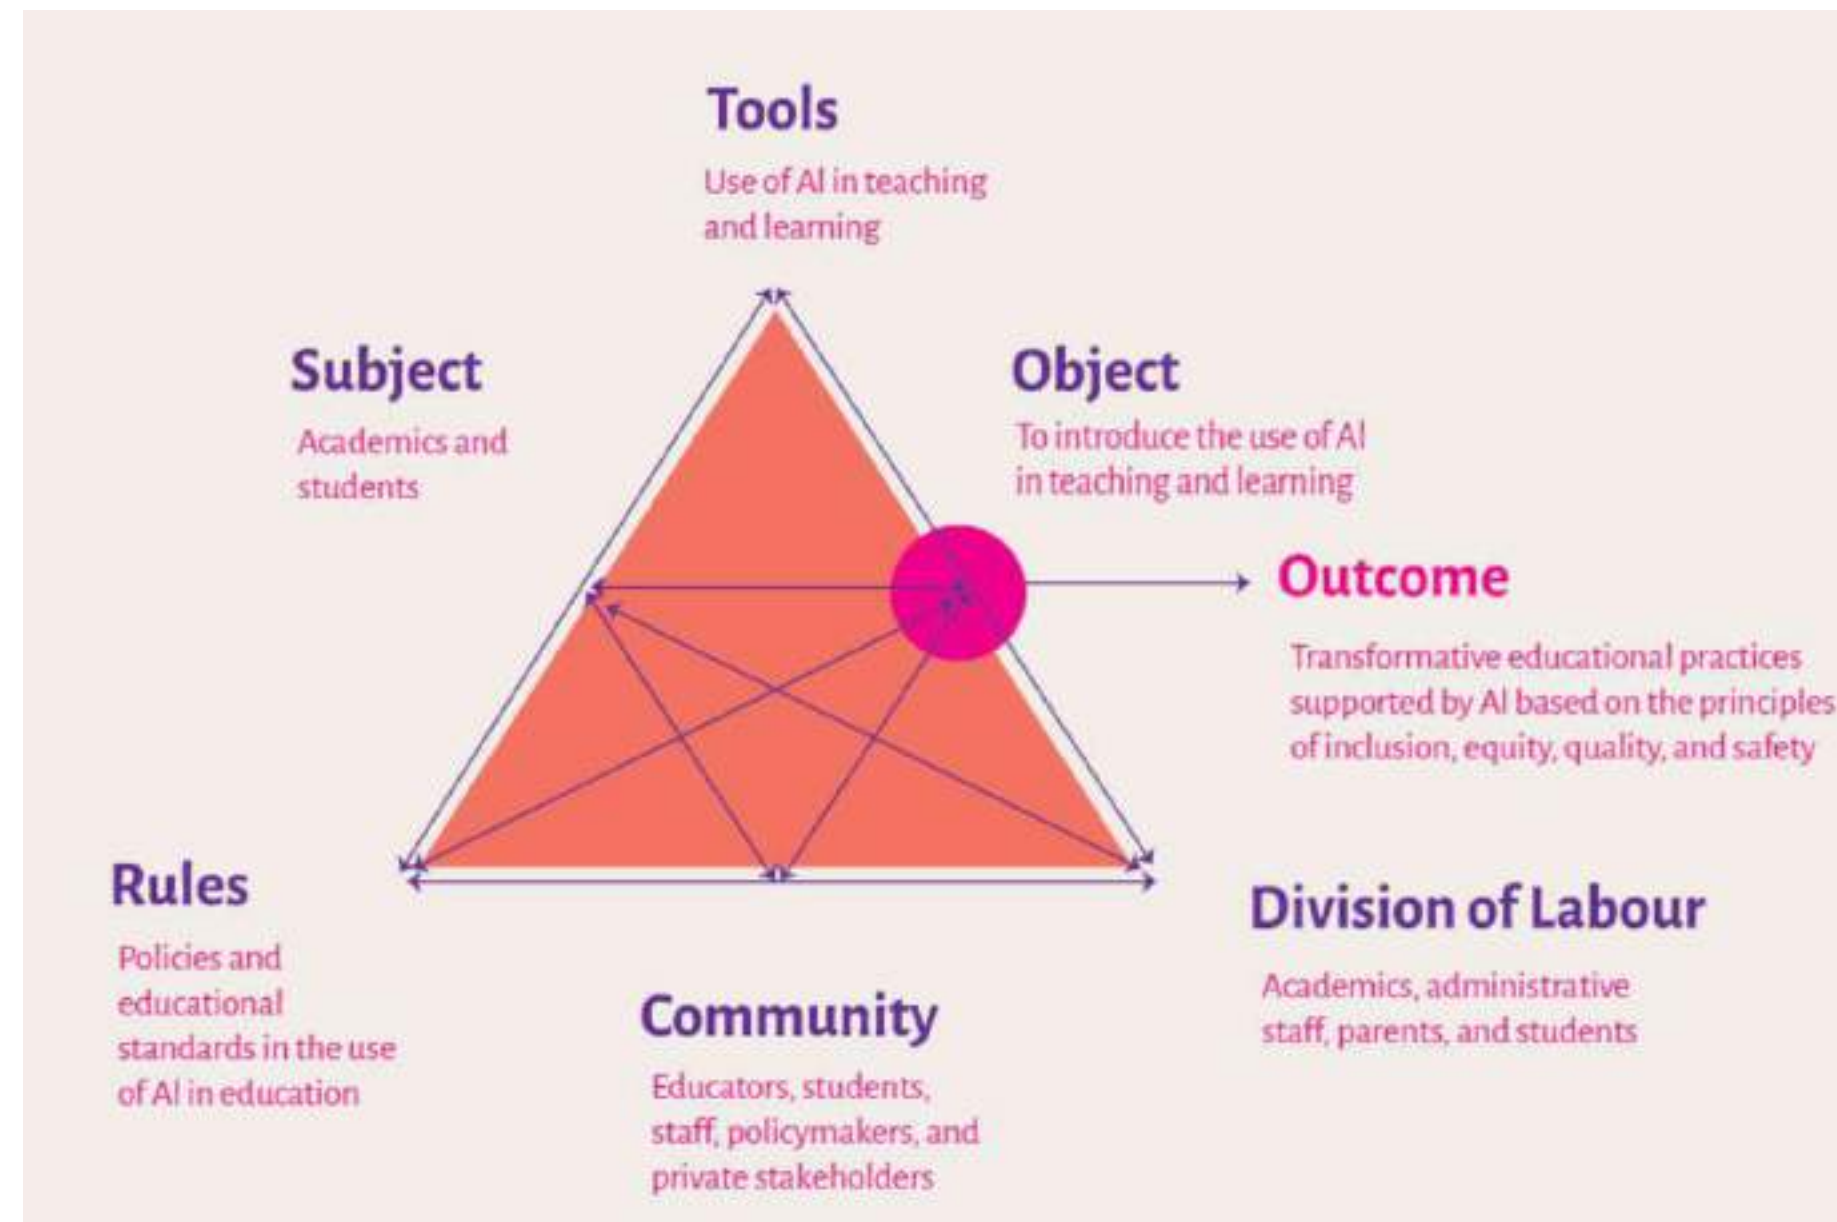 Tools
Use of AI in teaching
and learning
Subject
Academics and
students
Object
To introduce the use of AI
in teaching and learning
Outcome
Transformative educational practices
supported by AI based on the principles
of inclusion, equity, quality, and safety
Rules
Policies and
educational
standards in the use
of AI in education
Community
Educators, students,
staff, policymakers, and
private stakeholders
Division of Labour
Academics, administrative
staff, parents, and students